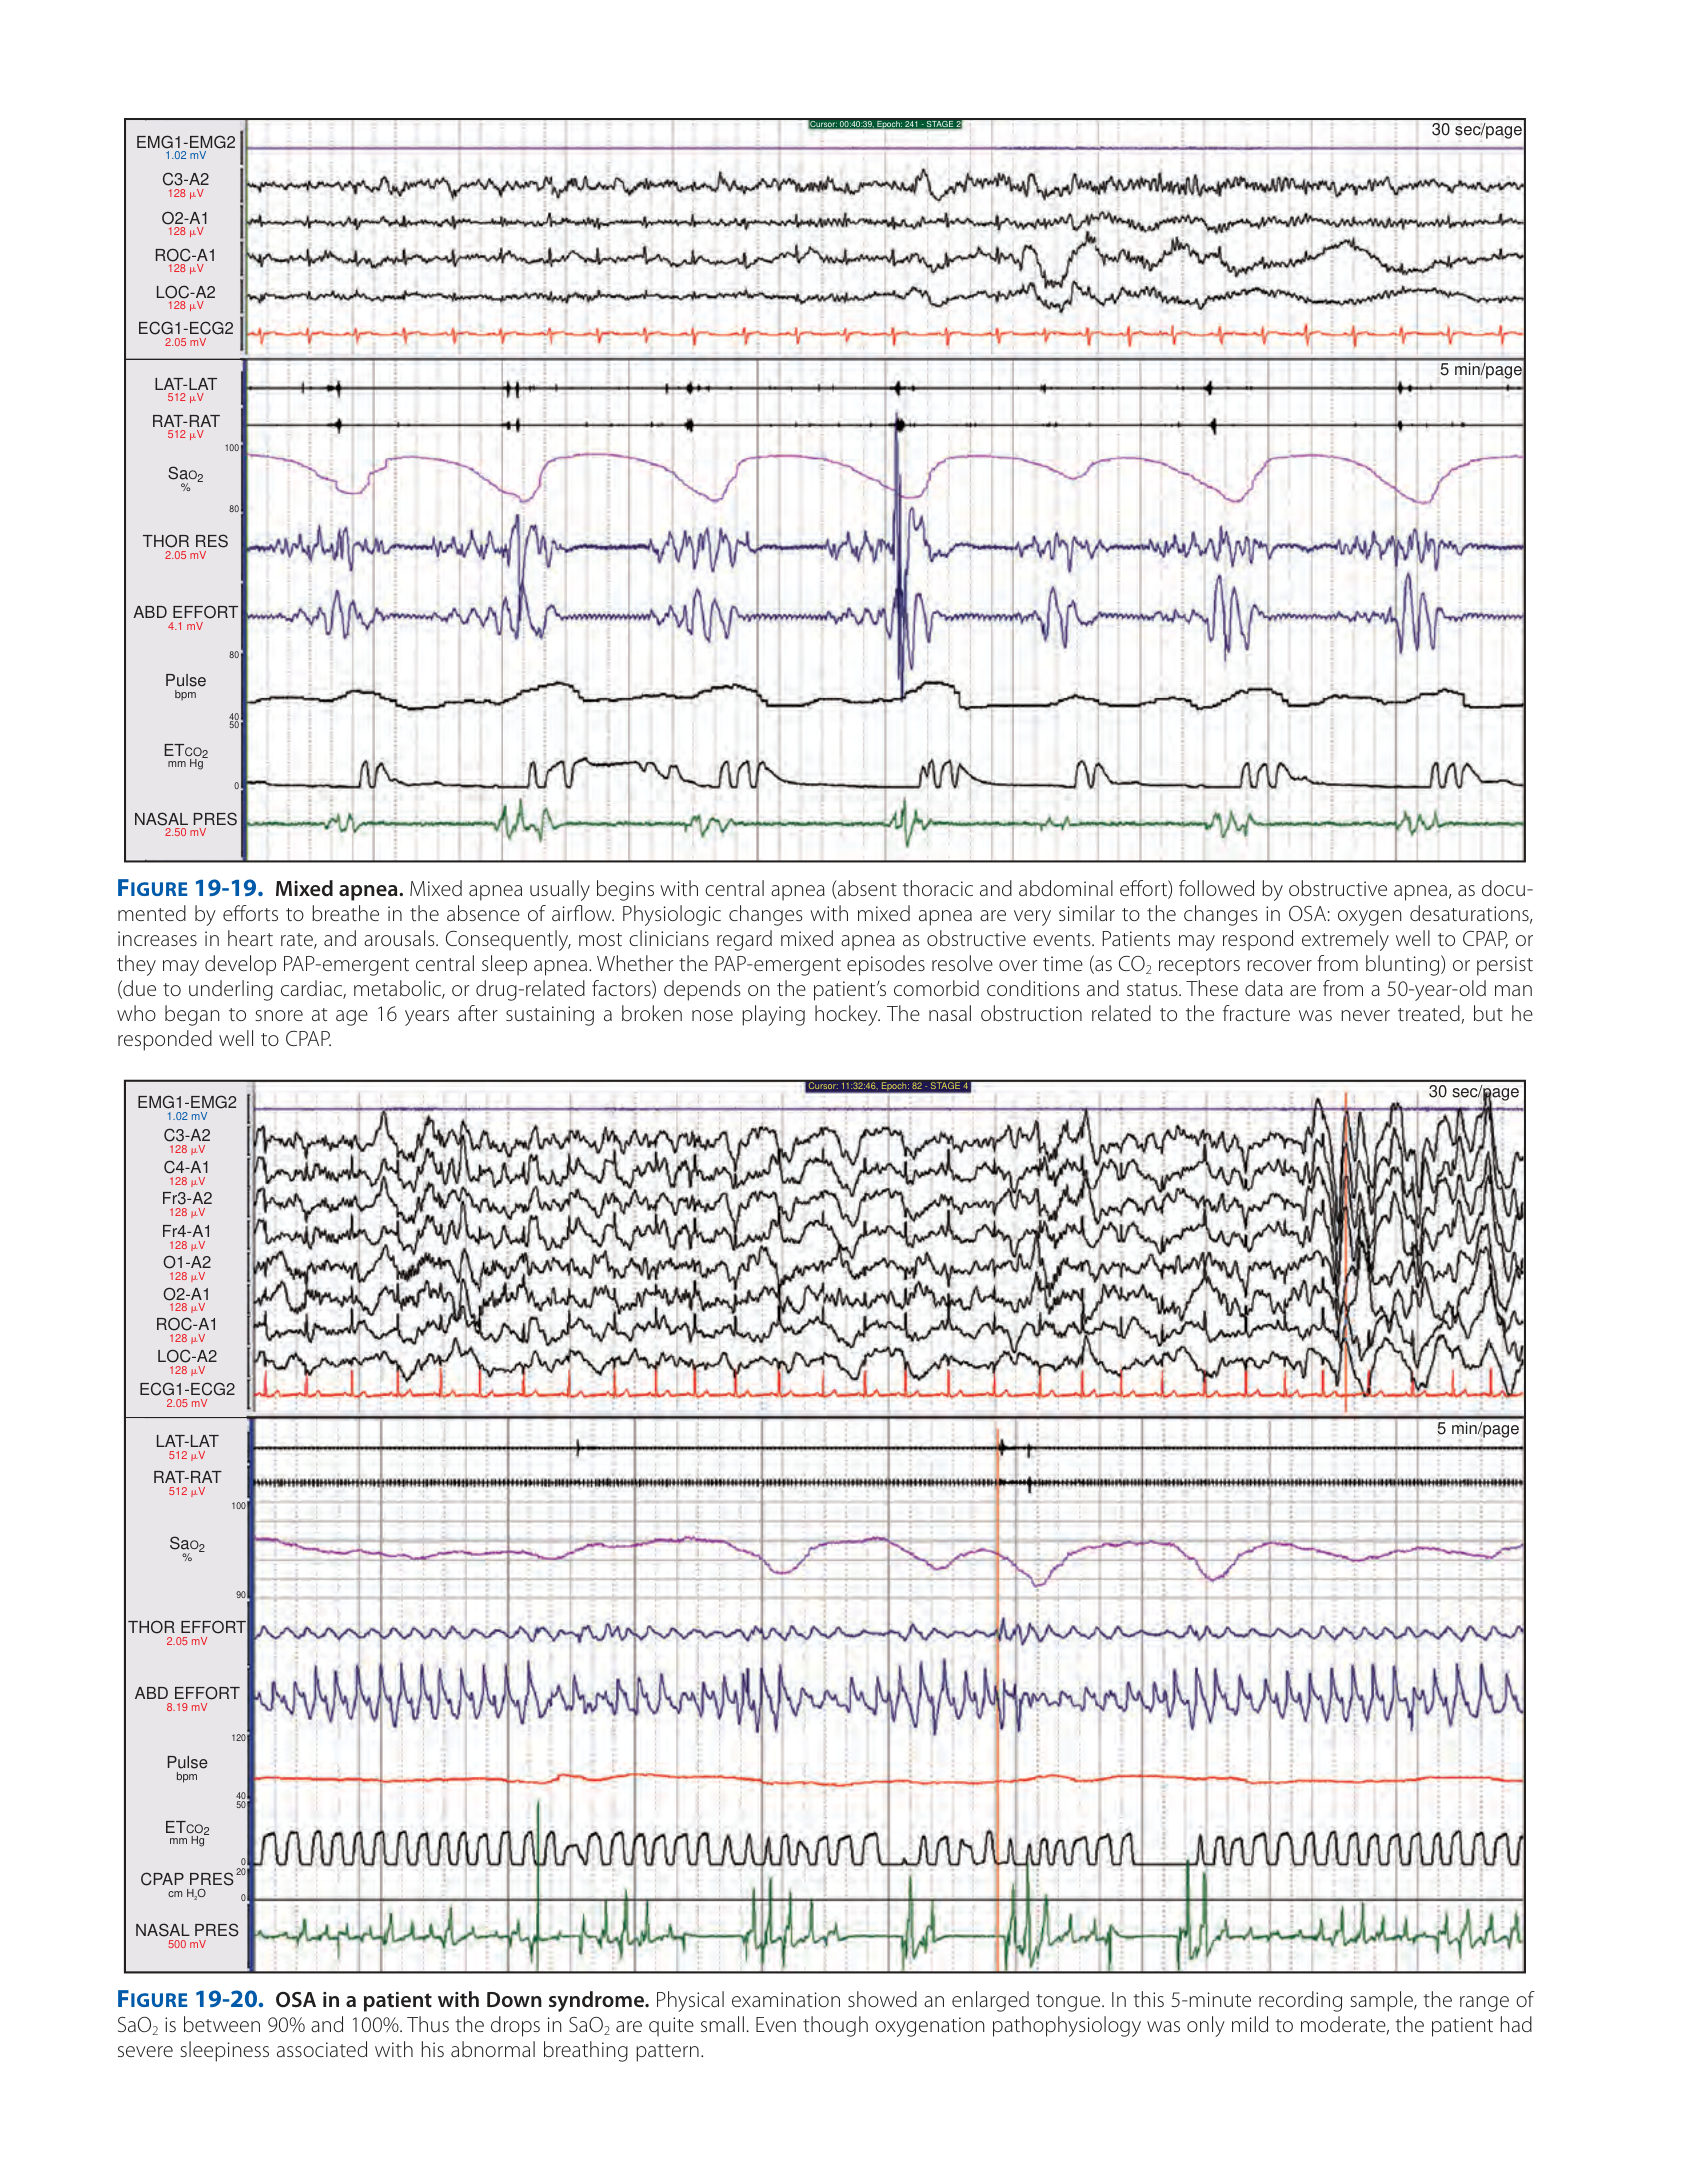 Cursor: 00:40:39, Epoch: 241 - STAGE 2
30 sec/page
EMG1-EMG2
1.02 mV
C3-A2
128 µV
O2-A1
128 µV
ROC-A1
128 µV
LOC-A2
128 µV
ECG1-ECG2
2.05 mV
5 min/page
LAT-LAT
512 µV
RAT-RAT
512 µV
100
SaO2
%
80
THOR RES
2.05 mV
ABD EFFORT
4.1 mV
80
Pulse
bpm
40
50
ETCO2
mm Hg
0
NASAL PRES
2.50 mV
FIGURE 19-19. Mixed apnea. Mixed apnea usually begins with central apnea (absent thoracic and abdominal effort) followed by obstructive apnea, as docu-
mented by efforts to breathe in the absence of airflow. Physiologic changes with mixed apnea are very similar to the changes in OSA: oxygen desaturations,
increases in heart rate, and arousals. Consequently, most clinicians regard mixed apnea as obstructive events. Patients may respond extremely well to CPAP, or
they may develop PAP-emergent central sleep apnea. Whether the PAP-emergent episodes resolve over time (as CO2 receptors recover from blunting) or persist
(due to underling cardiac, metabolic, or drug-related factors) depends on the patient's comorbid conditions and status. These data are from a 50-year-old man
who began to snore at age 16 years after sustaining a broken nose playing hockey. The nasal obstruction related to the fracture was never treated, but he
responded well to CPAP.
Cursor: 11:32:46, Epoch: 82 - STAGE 4
30 sec/page
EMG1-EMG2
1.02 mV
C3-A2
128 µV
C4-A1
128 µV
Fr3-A2
128 µV
Fr4-A1
128 µV
O1-A2
128 µV
O2-A1
128 µV
ROC-A1
128 µV
LOC-A2
128 µV
ECG1-ECG2
2.05 mV
5 min/page
LAT-LAT
512 µV
RAT-RAT
512 µV
100
SaO2
%
90
THOR EFFORT
2.05 mV
ABD EFFORT
8.19 mV
120
Pulse
bpm
40
50
ETCO2
mm Hg
0
20
CPAP PRES
cm H2O
0
NASAL PRES
500 mV
FIGURE 19-20. OSA in a patient with Down syndrome. Physical examination showed an enlarged tongue. In this 5-minute recording sample, the range of
SaO2 is between 90% and 100%. Thus the drops in SaO2 are quite small. Even though oxygenation pathophysiology was only mild to moderate, the patient had
severe sleepiness associated with his abnormal breathing pattern.